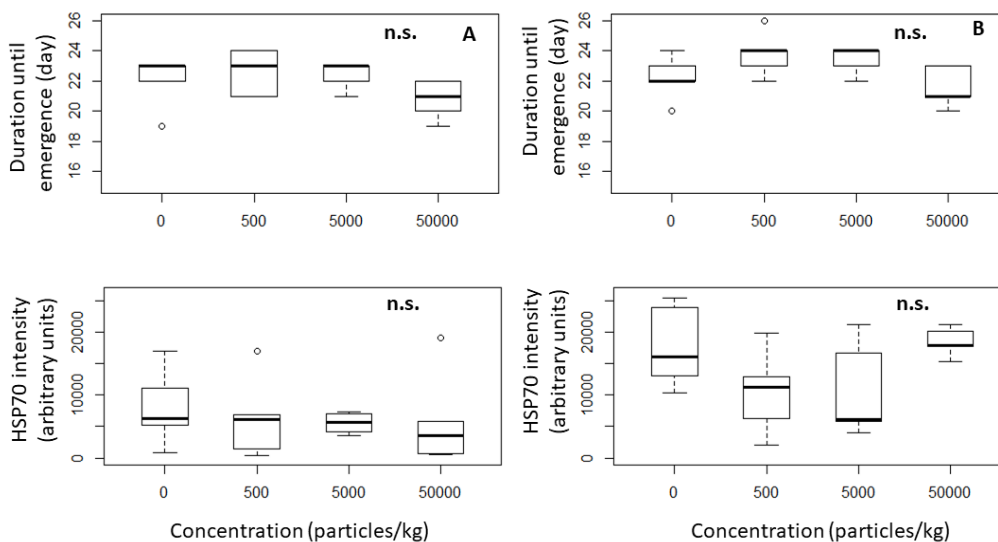 Duration until
emergence (day)
26
24
22
20
18
16
n.s.
A
0
500
5000
50000
Duration until
emergence (day)
26
24
22
20
18
16
n.s.
B
0
500
5000
50000
HSP70 intensity
(arbitrary units)
20000
10000
0
n.s.
0
500
5000
50000
Concentration (particles/kg)
HSP70 intensity
(arbitrary units)
20000
10000
0
n.s.
0
500
5000
50000
Concentration (particles/kg)